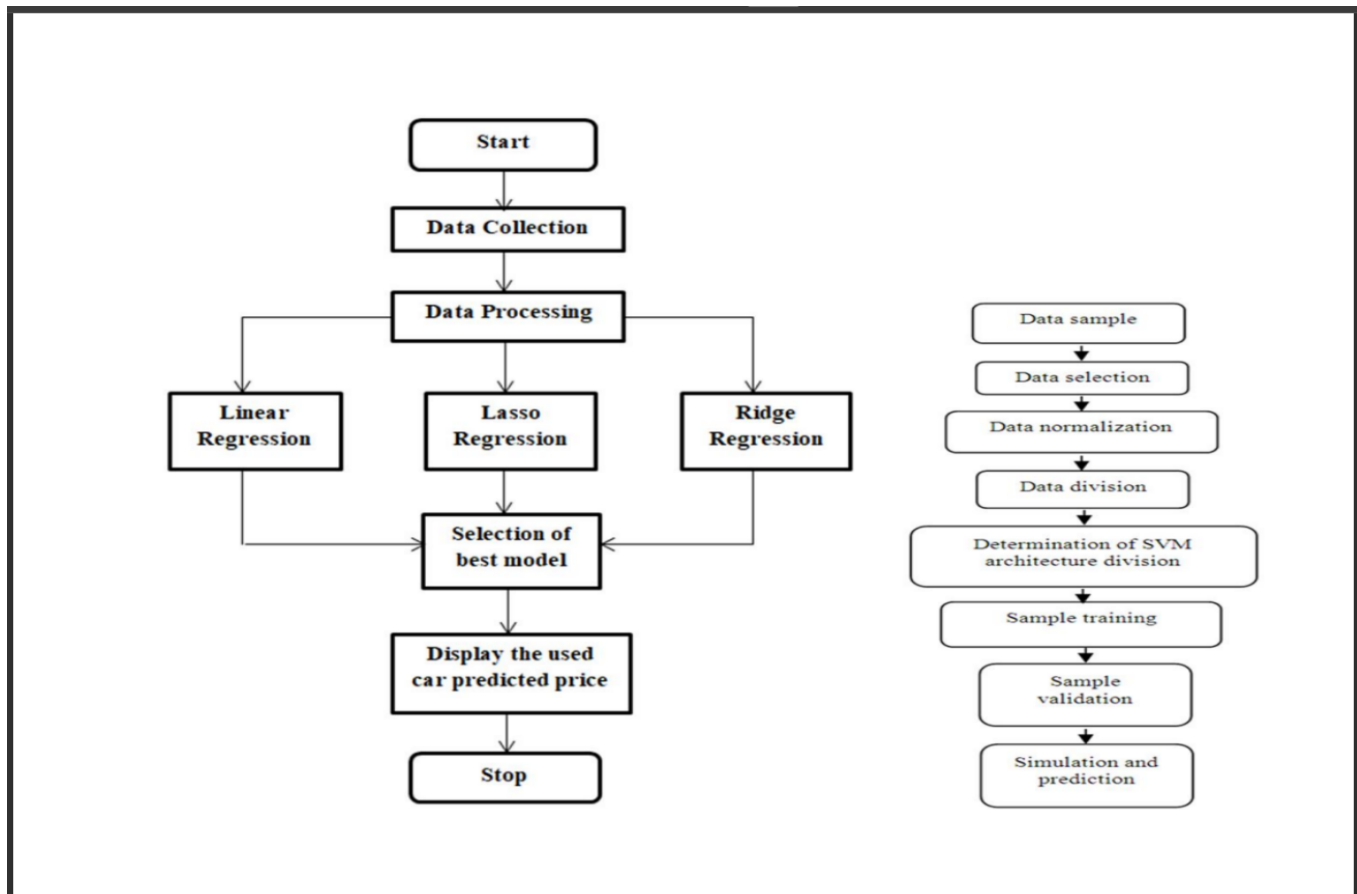 Start
Data Collection
Data Processing
Linear
Regression
Lasso
Regression
Ridge
Regression
Selection of
best model
Display the used
car predicted price
Stop
Data sample
Data selection
Data normalization
Data division
Determination of SVM
architecture division
Sample training
Sample
validation
Simulation and
prediction